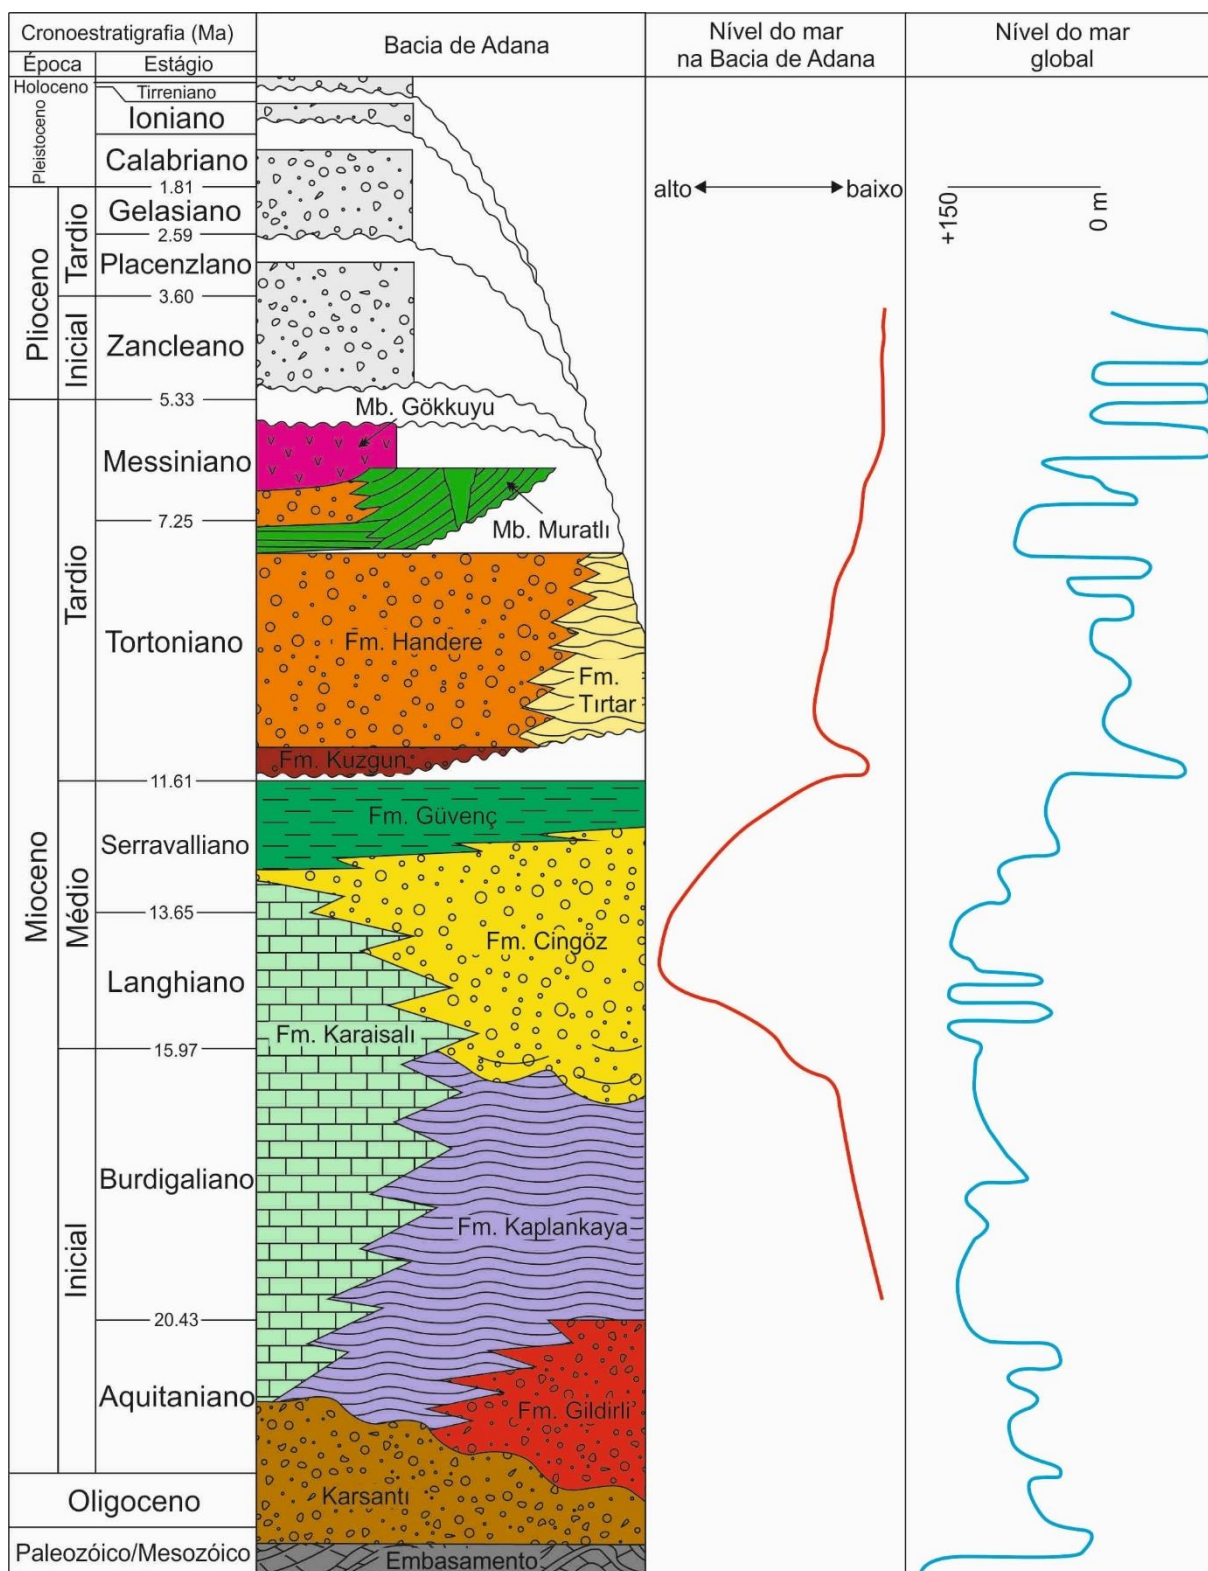 Cronoestratigrafia (Ma)
Época
Estágio
Bacia de Adana
Nível do mar
na Bacia de Adana
Nível do mar
global
Holoceno
Tirreniano
Pleistoceno
Ioniano
Calabriano
1.81
alto
baixo
+150
0 m
Plioceno
Tardio
Gelasiano
2.59
Placenzlano
3.60
Inicial
Zancleano
5.33
Mb. Gökkuyu
Messiniano
Mb. Muratlı
7.25
Mioceno
Tardio
Tortoniano
Fm. Handere
Fm.
Tırtar
Fm. Kuzgun
11.61
Fm. Güvenç
Médio
Serravalliano
13.65
Fm. Cingöz
Langhiano
Fm. Karaisalı
15.97
Inicial
Burdigaliano
Fm. Kaplankaya
20.43
Aquitaniano
Fm. Gildirli
Oligoceno
Karsantı
Paleozóico/Mesozóico
Embasamento